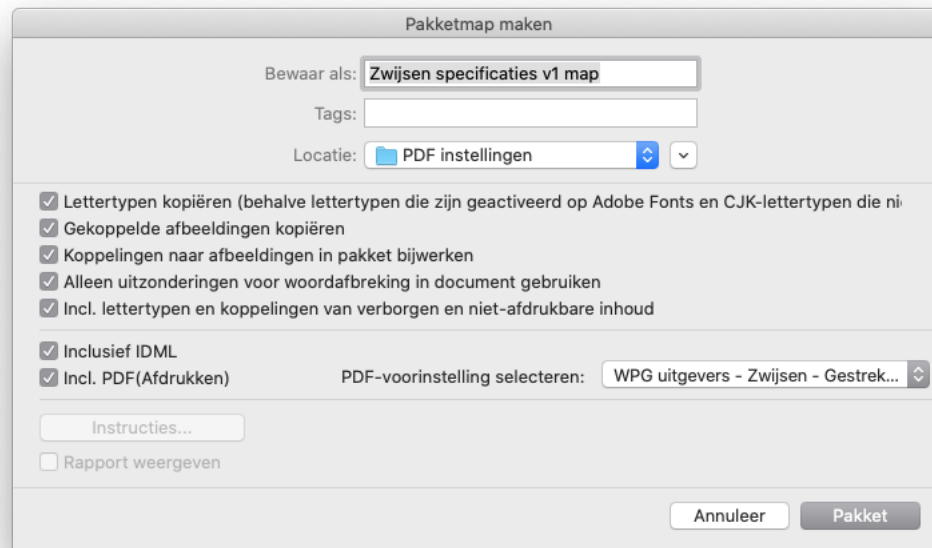 Pakketmap maken
Bewaar als: Zwijsen specificaties v1 map
Tags:
Locatie: PDF instellingen
Lettertypen kopiëren (behalve lettertypen die zijn geactiveerd op Adobe Fonts en CJK-lettertypen die ni
Gekoppelde afbeeldingen kopiëren
Koppelingen naar afbeeldingen in pakket bijwerken
Alleen uitzonderingen voor woordafbreking in document gebruiken
Incl. lettertypen en koppelingen van verborgen en niet-afdrukbare inhoud
Inclusief IDML
Incl. PDF(Afdrukken) PDF-voorinstelling selecteren: WPG uitgevers - Zwijsen - Gestrek...
Instructies...
Rapport weergeven
Annuleer Pakket